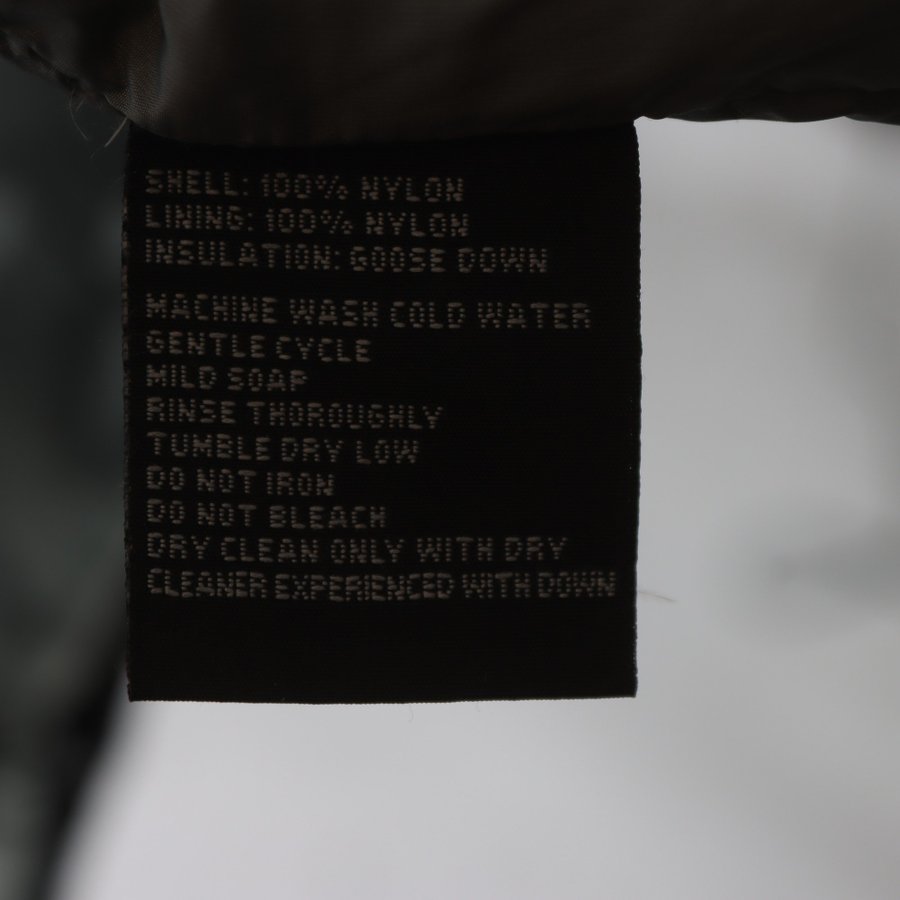 SHELL: 100% NYLON
LINING: 100% NYLON
INSULATION: GOOSE DOWN
MACHINE WASH COLD WATER
GENTLE CYCLE
MILD SOAP
RINSE THOROUGHLY
TUMBLE DRY LOW
DO NOT IRON
DO NOT BLEACH
DRY CLEAN ONLY WITH DRY
CLEANER EXPERIENCED WITH DOWN